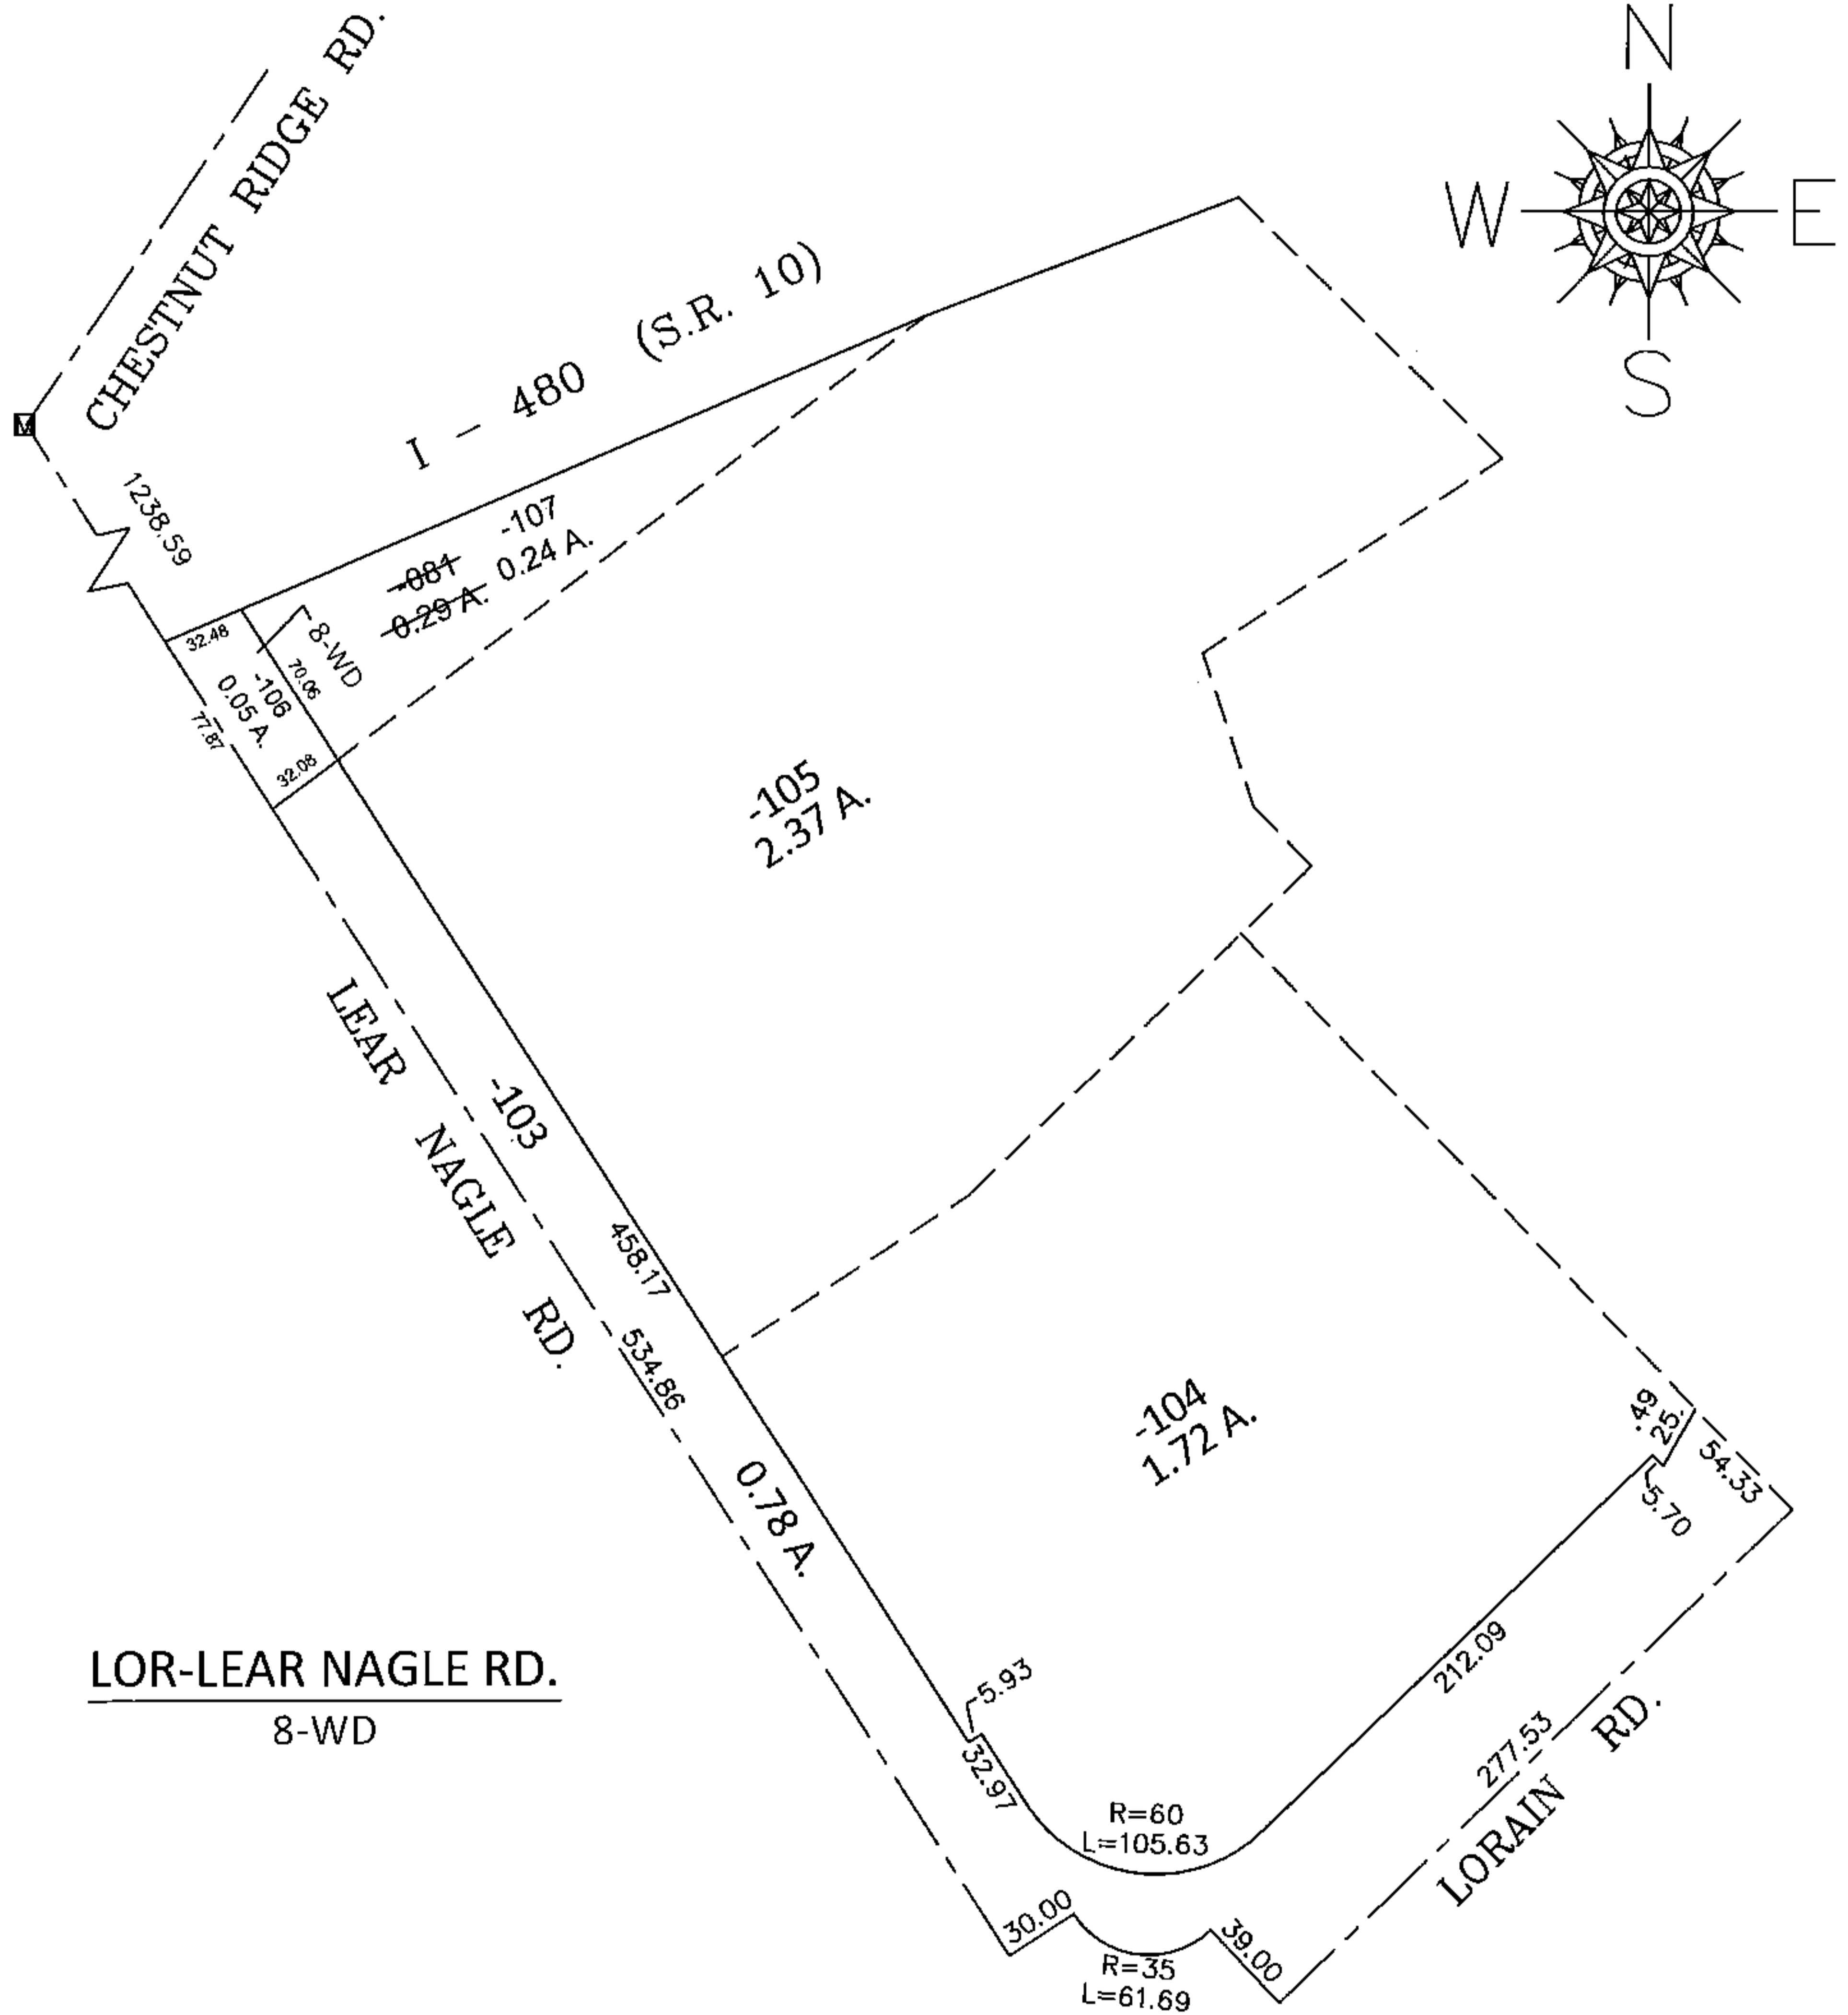 N
W
E
S
CHESTNUT RIDGE RD.
1238.59
I - 480 (S.R. 10)
-107
-081
0.29 A. 0.24 A.
8-WD
32.48
70.06
-106
0.05 A.
77.87
32.08
-105
2.37 A.
LEAR NAGLE RD.
-103
458.17
534.86
0.78 A.
-104
1.72 A.
.49
25.
54.33
5.70
212.09
277.53
LORAIN RD.
5.93
32.97
R=60
L=105.63
30.00
39.00
R=35
L=61.69
LOR-LEAR NAGLE RD.
8-WD